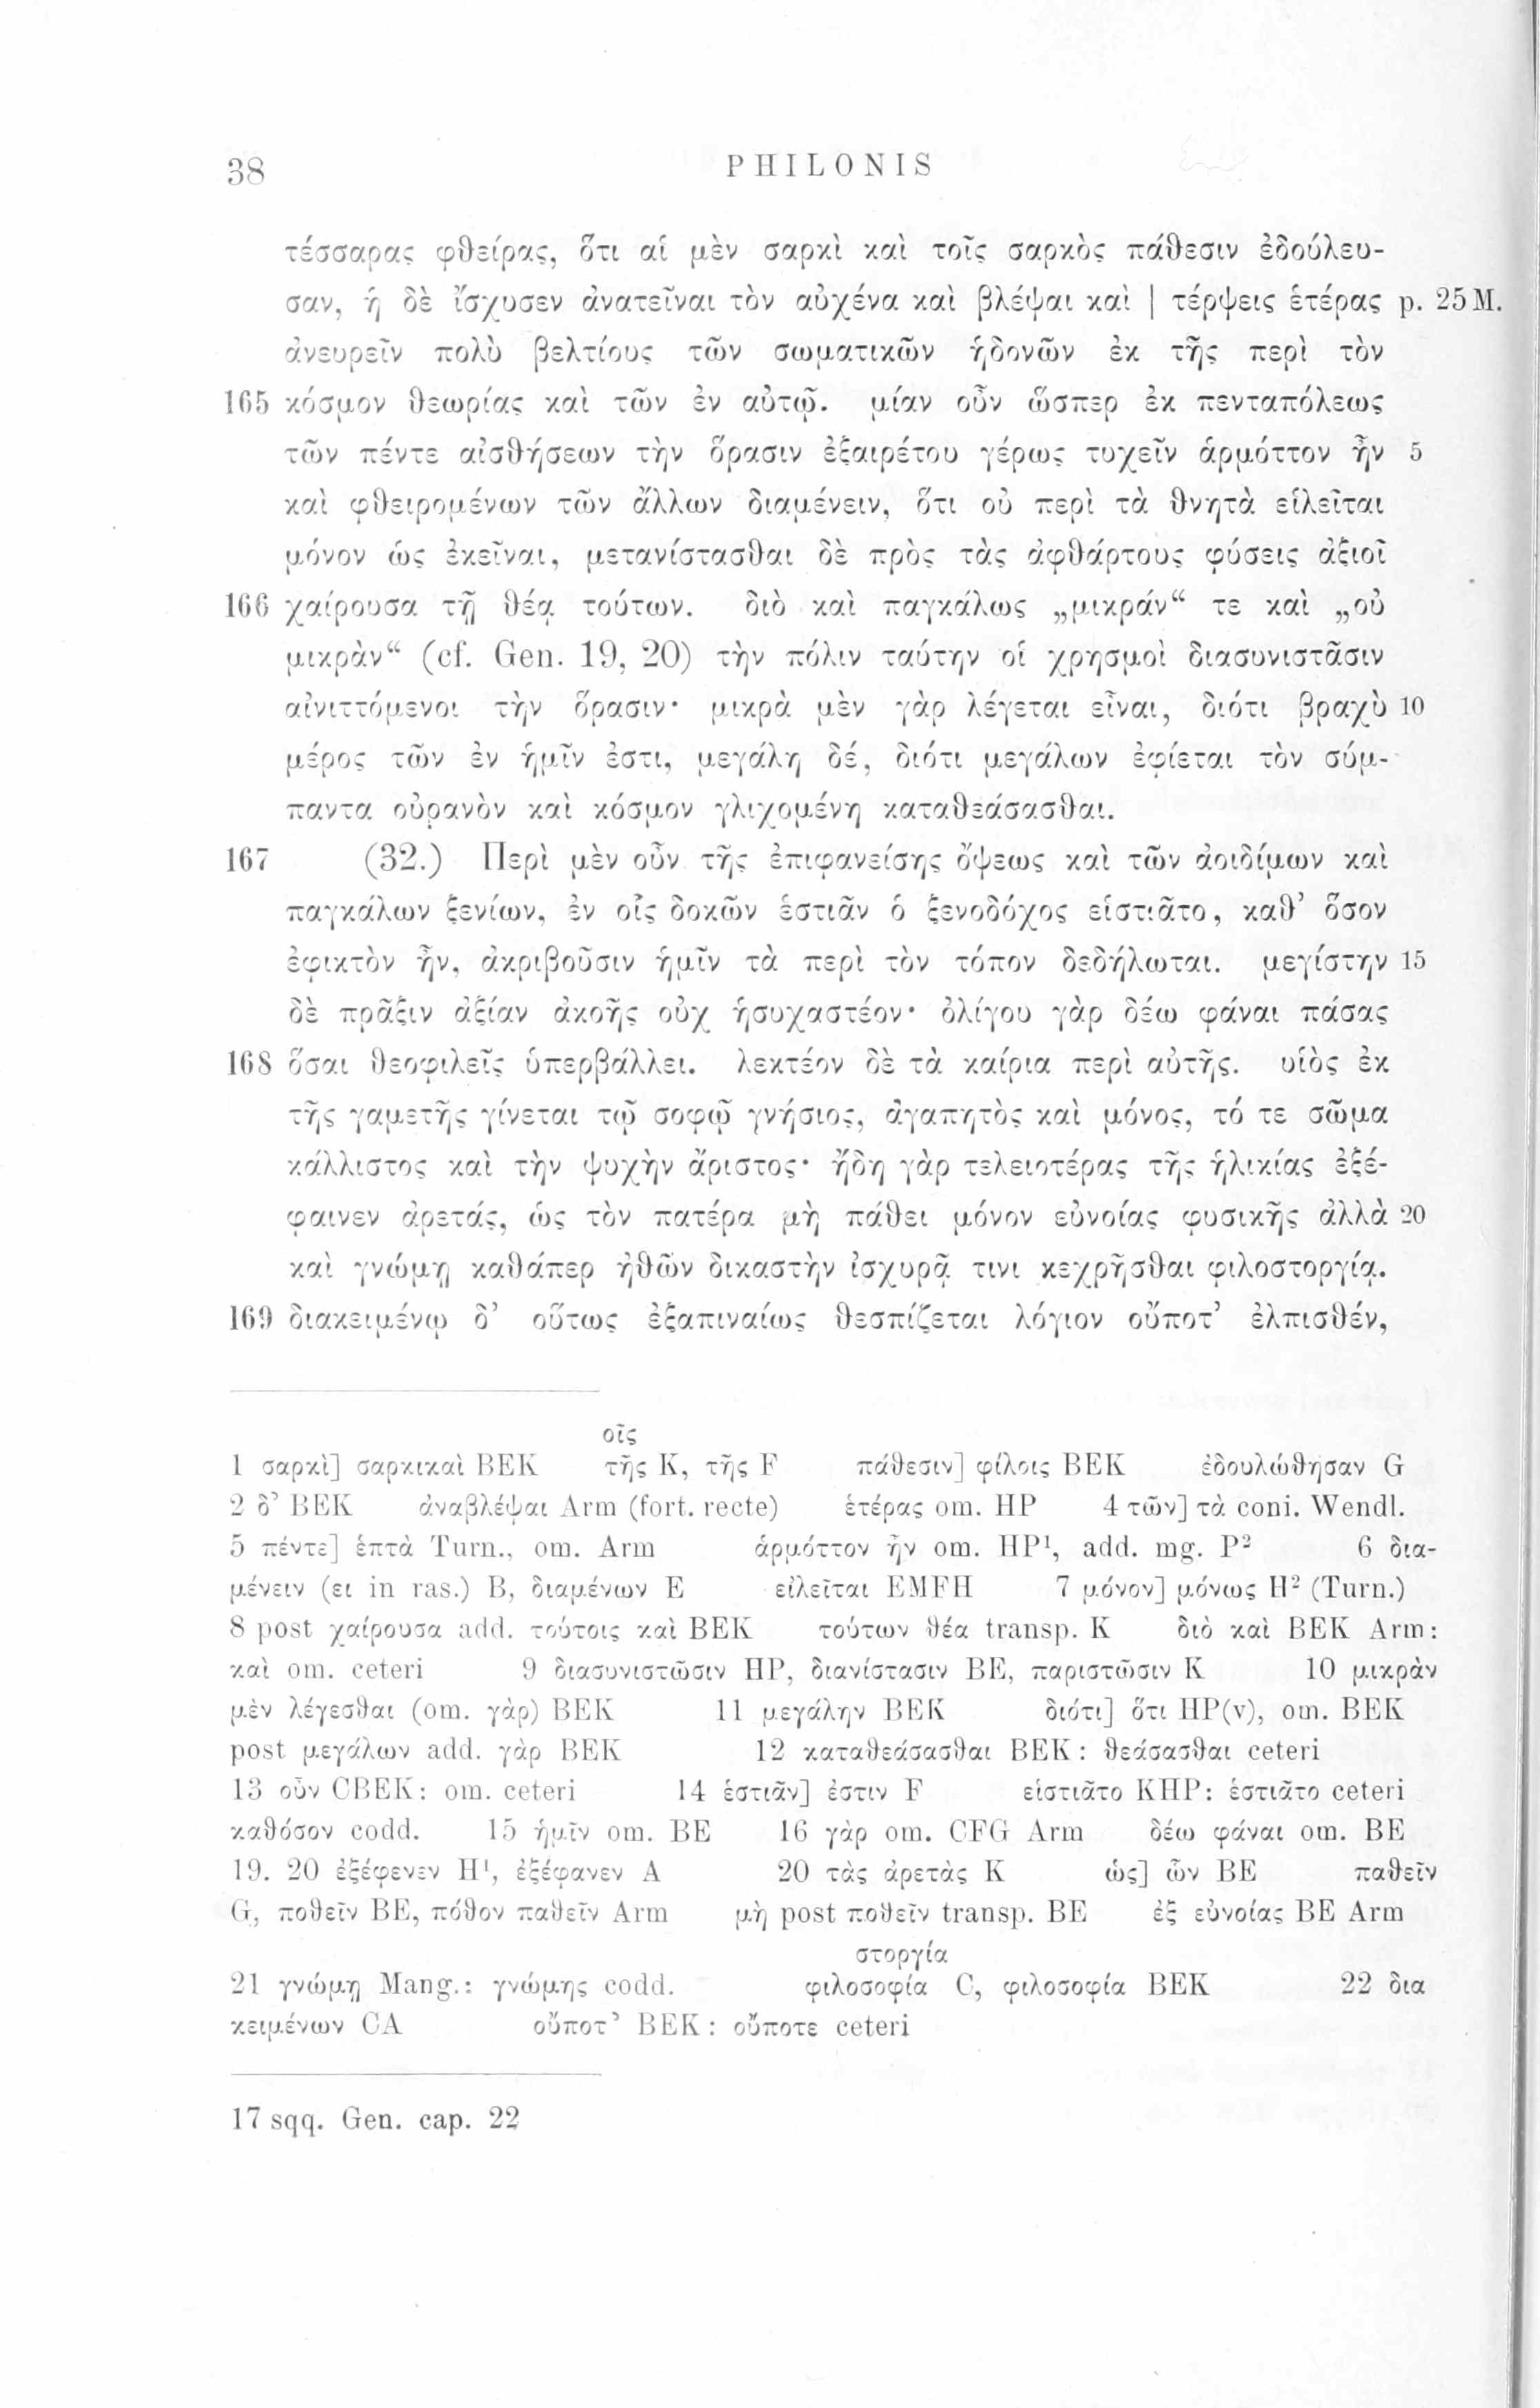 38 PHILONIS
τέσσαρας φθείρας, ὅτι αἱ μὲν σαρκὶ καὶ τοῖς σαρκὸς πάθεσιν ἐδούλευ-
σαν, ἡ δὲ ἴσχυσεν ἀνατεῖναι τὸν αὐχένα καὶ βλέψαι καὶ | τέρψεις ἑτέρας p. 25 M.
ἀνευρεῖν πολὺ βελτίους τῶν σωματικῶν ἡδονῶν ἐκ τῆς περὶ τὸν
165 κόσμον θεωρίας καὶ τῶν ἐν αὐτῷ. μίαν οὖν ὥσπερ ἐκ πενταπόλεως
τῶν πέντε αἰσθήσεων τὴν ὅρασιν ἐξαιρέτου γέρως τυχεῖν ἁρμόττον ἦν 5
καὶ φθειρομένων τῶν ἄλλων διαμένειν, ὅτι οὐ περὶ τὰ θνητὰ εἱλεῖται
μόνον ὡς ἐκεῖναι, μετανίστασθαι δὲ πρὸς τὰς ἀφθάρτους φύσεις ἀξιοῖ
166 χαίρουσα τῇ θέᾳ τούτων. διὸ καὶ παγκάλως „μικράν“ τε καὶ „οὐ
μικρὰν“ (cf. Gen. 19, 20) τὴν πόλιν ταύτην οἱ χρησμοὶ διασυνιστᾶσιν
αἰνιττόμενοι τὴν ὅρασιν· μικρὰ μὲν γὰρ λέγεται εἶναι, διότι βραχὺ 10
μέρος τῶν ἐν ἡμῖν ἐστι, μεγάλη δέ, διότι μεγάλων ἐφίεται τὸν σύμ-
παντα οὐρανὸν καὶ κόσμον γλιχομένη καταθεάσασθαι.
167 (32.) Περὶ μὲν οὖν τῆς ἐπιφανείσης ὄψεως καὶ τῶν ἀοιδίμων καὶ
παγκάλων ξενίων, ἐν οἷς δοκῶν ἑστιᾶν ὁ ξενοδόχος εἱστιᾶτο, καθ’ ὅσον
ἐφικτὸν ἦν, ἀκριβοῦσιν ἡμῖν τὰ περὶ τὸν τόπον δεδήλωται. μεγίστην 15
δὲ πρᾶξιν ἀξίαν ἀκοῆς οὐχ ἡσυχαστέον· ὀλίγου γὰρ δέω φάναι πάσας
168 ὅσαι θεοφιλεῖς ὑπερβάλλει. λεκτέον δὲ τὰ καίρια περὶ αὐτῆς. υἱὸς ἐκ
τῆς γαμετῆς γίνεται τῷ σοφῷ γνήσιος, ἀγαπητὸς καὶ μόνος, τό τε σῶμα
κάλλιστος καὶ τὴν ψυχὴν ἄριστος· ἤδη γὰρ τελειοτέρας τῆς ἡλικίας ἐξέ-
φαινεν ἀρετάς, ὡς τὸν πατέρα μὴ πάθει μόνον εὐνοίας φυσικῆς ἀλλὰ 20
καὶ γνώμῃ καθάπερ ἠθῶν δικαστὴν ἰσχυρᾷ τινι κεχρῆσθαι φιλοστοργίᾳ.
169 διακειμένῳ δ’ οὕτως ἐξαπιναίως θεσπίζεται λόγιον οὔποτ’ ἐλπισθέν,
οῖς
1 σαρκὶ] σαρκικαὶ BEK τῆς K, τῆς F πάθεσιν] φίλοις BEK ἐδουλώθησαν G
2 δ’ BEK ἀναβλέψαι Arm (fort. recte) ἑτέρας om. HP 4 τῶν] τὰ coni. Wendl.
5 πέντε] ἑπτὰ Turn., om. Arm ἁρμόττον ἦν om. HP¹, add. mg. P² 6 δια-
μένειν (ει in ras.) B, διαμένων E εἰλεῖται EMFH 7 μόνον] μόνως H² (Turn.)
8 post χαίρουσα add. τούτοις καὶ BEK τούτων θέα transp. K διὸ καὶ BEK Arm:
καὶ om. ceteri 9 διασυνιστῶσιν HP, διανίστασιν BE, παριστῶσιν K 10 μικρὰν
μὲν λέγεσθαι (om. γὰρ) BEK 11 μεγάλην BEK διότι] ὅτι HP(v), om. BEK
post μεγάλων add. γὰρ BEK 12 καταθεάσασθαι BEK: θεάσασθαι ceteri
13 οὖν CBEK: om. ceteri 14 ἑστιᾶν] ἐστιν F εἱστιᾶτο KHP: ἑστιᾶτο ceteri
καθόσον codd. 15 ἡμῖν om. BE 16 γὰρ om. CFG Arm δέω φάναι om. BE
19. 20 ἐξέφενεν H¹, ἐξέφανεν A 20 τὰς ἀρετὰς K ὡς] ὧν BE παθεῖν
G, ποθεῖν BE, πόθον παθεῖν Arm μὴ post ποθεῖν transp. BE ἐξ εὐνοίας BE Arm
στοργία
21 γνώμῃ Mang.: γνώμης codd. φιλοσοφία C, φιλοσοφία BEK 22 δια
κειμένων CA οὔποτ’ BEK: οὔποτε ceteri
17 sqq. Gen. cap. 22